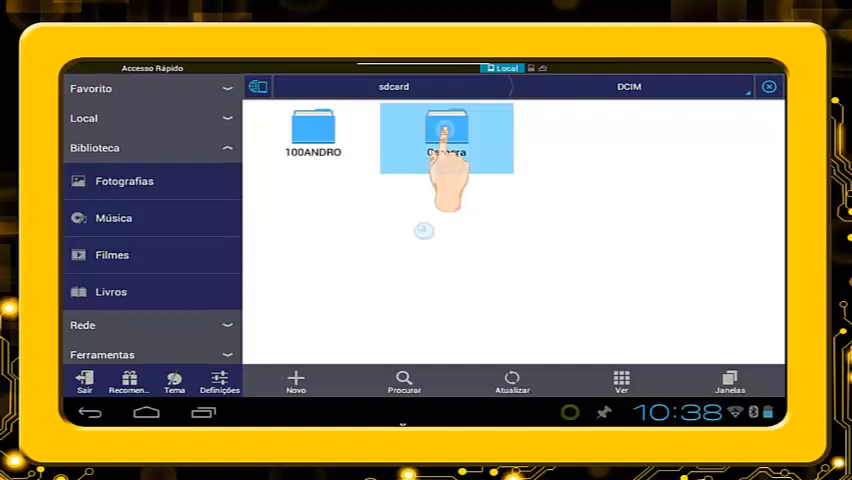 Accesso Rápido
Local
Favorito
sdcard
DCIM
Local
Biblioteca
100ANDRO
Fotografias
Música
Filmes
Livros
Rede
Ferramentas
Sair
Recomen...
Tema
Definições
Novo
Procurar
Atualizar
Ver
Janelas
10:38